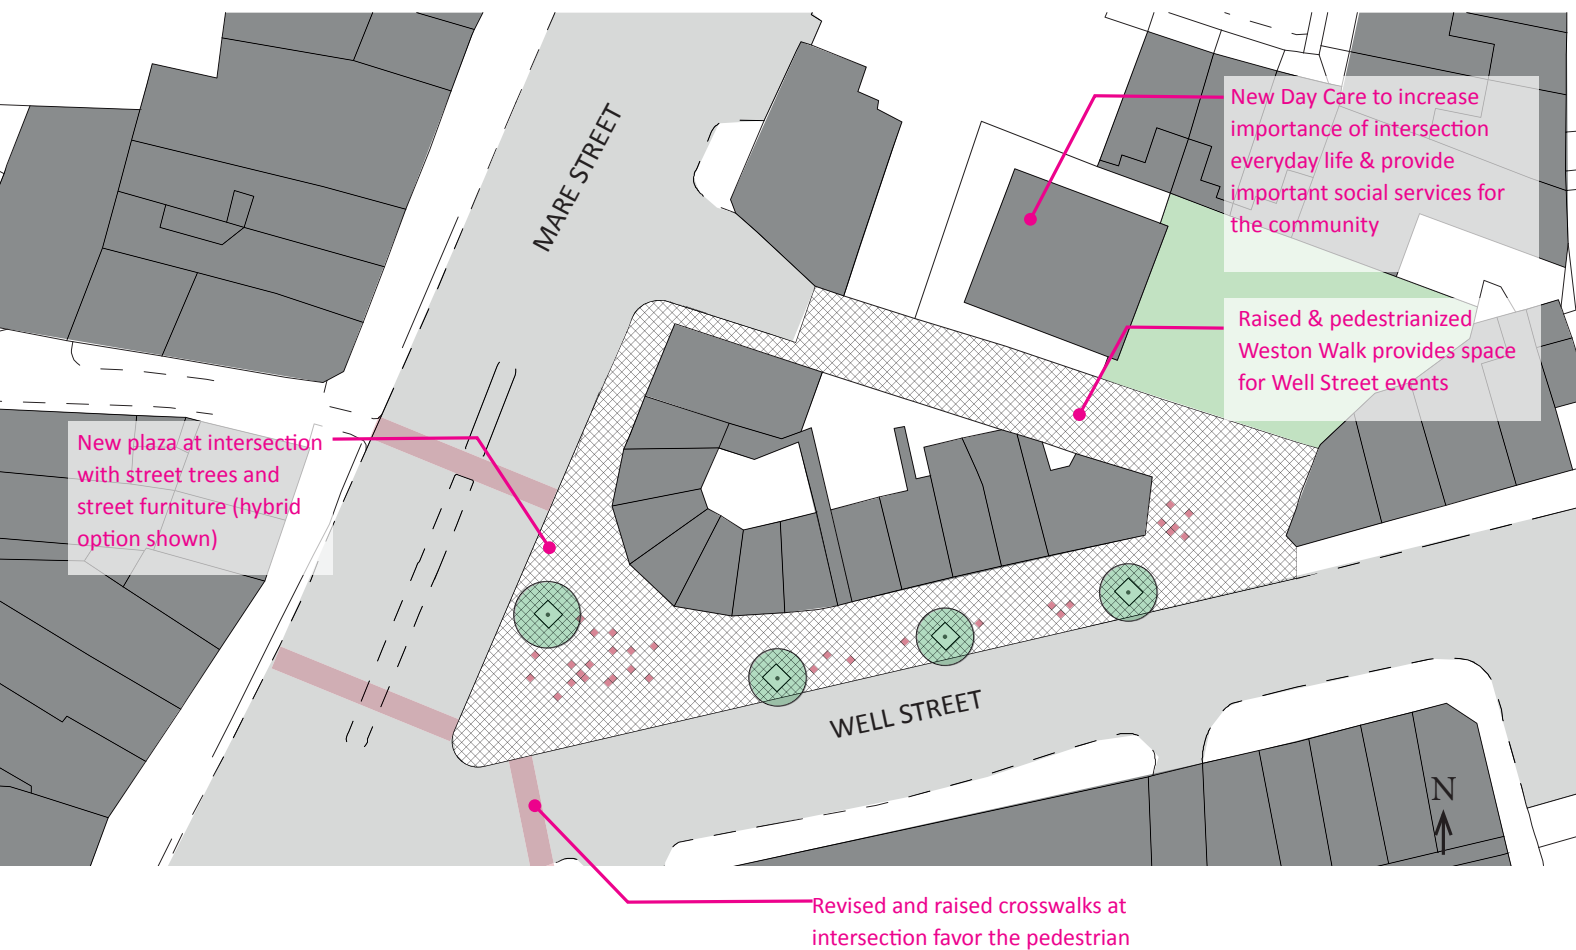 New Day Care to increase
importance of intersection
everyday life & provide
important social services for
the community
MARE STREET
Raised & pedestrianized
Weston Walk provides space
for Well Street events
New plaza at intersection
with street trees and
street furniture (hybrid
option shown)
WELL STREET
N
Revised and raised crosswalks at
intersection favor the pedestrian